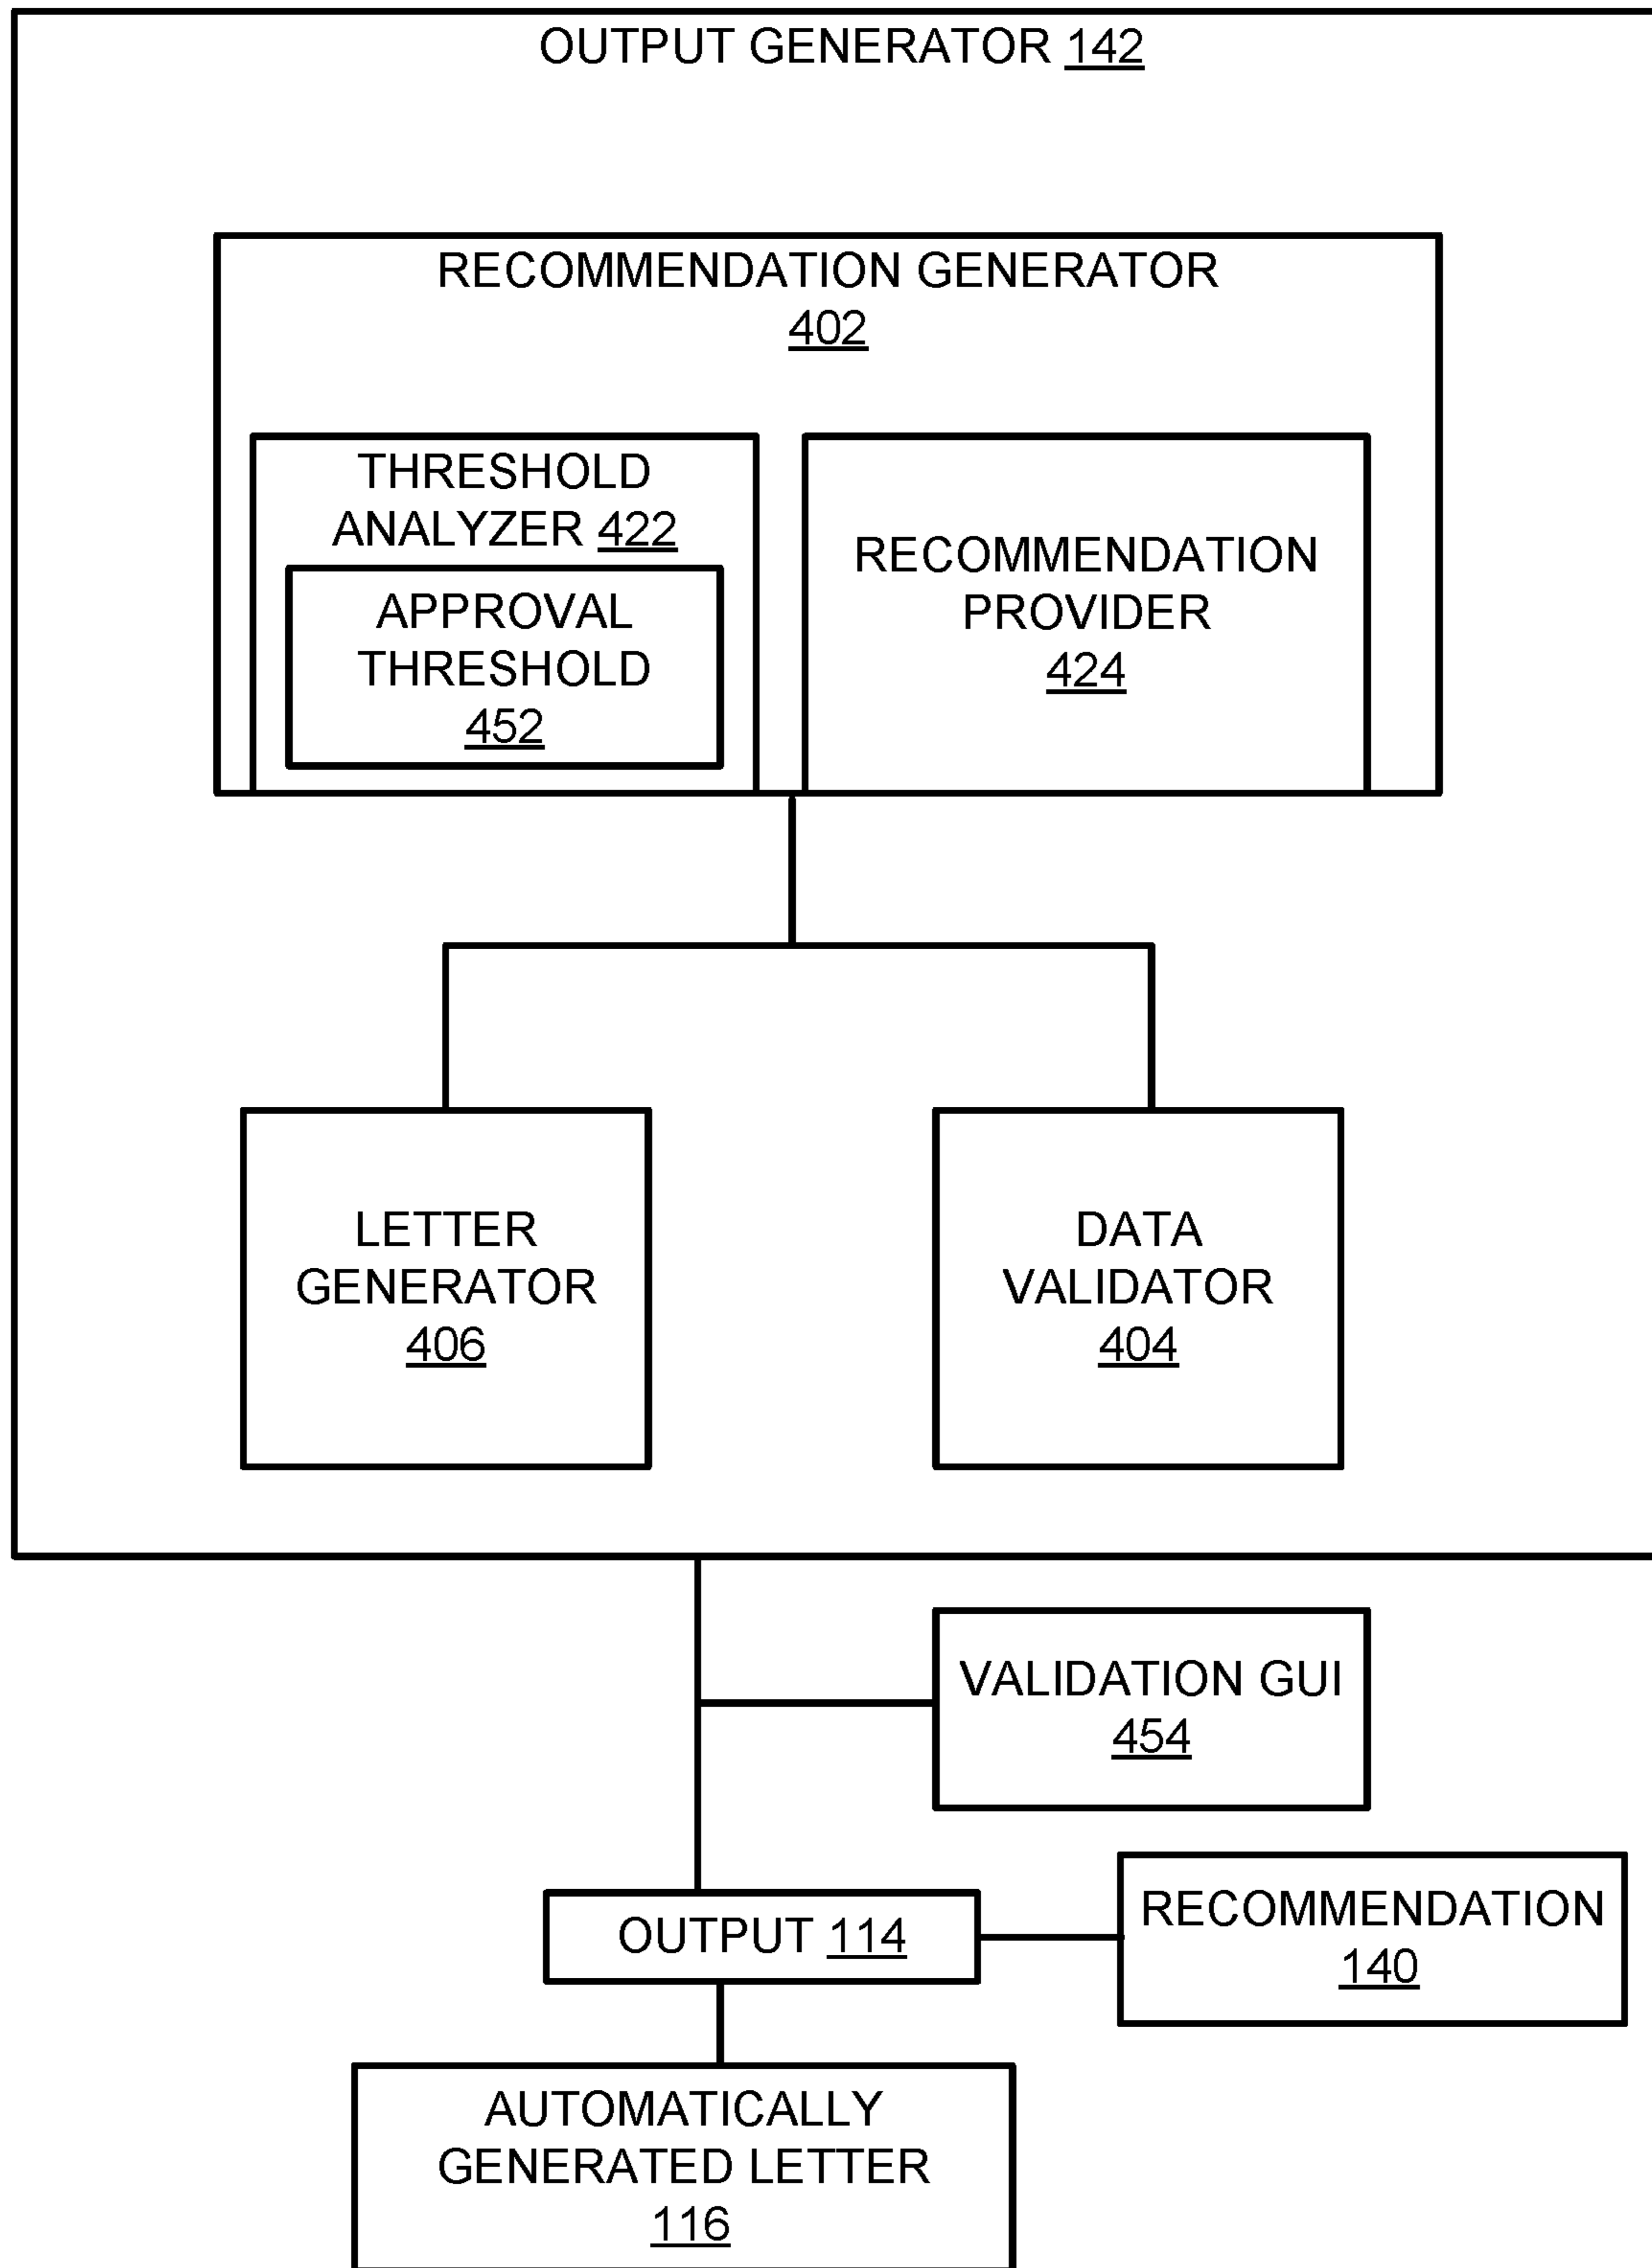 OUTPUT GENERATOR 142
RECOMMENDATION GENERATOR
402
THRESHOLD
ANALYZER 422
APPROVAL
THRESHOLD
452
RECOMMENDATION
PROVIDER
424
LETTER
GENERATOR
406
DATA
VALIDATOR
404
VALIDATION GUI
454
OUTPUT 114
RECOMMENDATION
140
AUTOMATICALLY
GENERATED LETTER
116